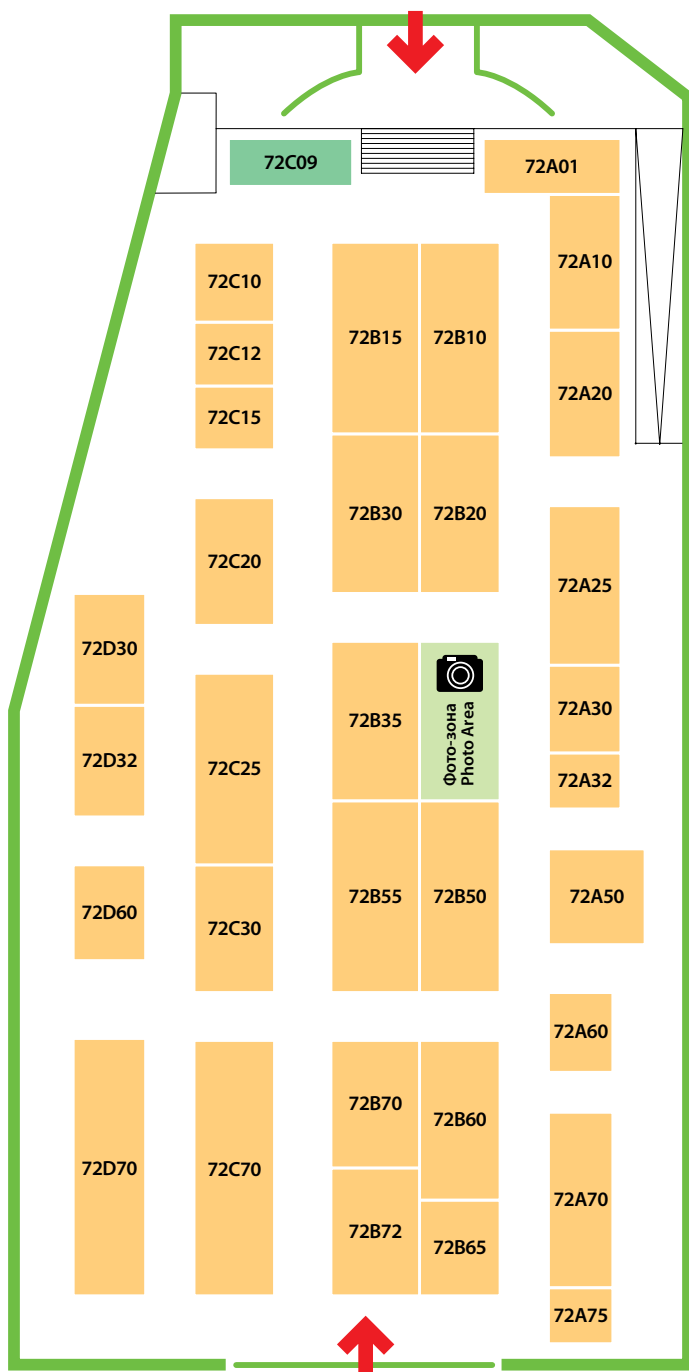 72C09
72A01
72A10
72C10
72B15
72B10
72C12
72A20
72C15
72B30
72B20
72C20
72A25
72D30
72B35
Фото-зона
Photo Area
72A30
72D32
72C25
72A32
72B55
72B50
72A50
72D60
72C30
72A60
72B70
72B60
72D70
72C70
72A70
72B72
72B65
72A75